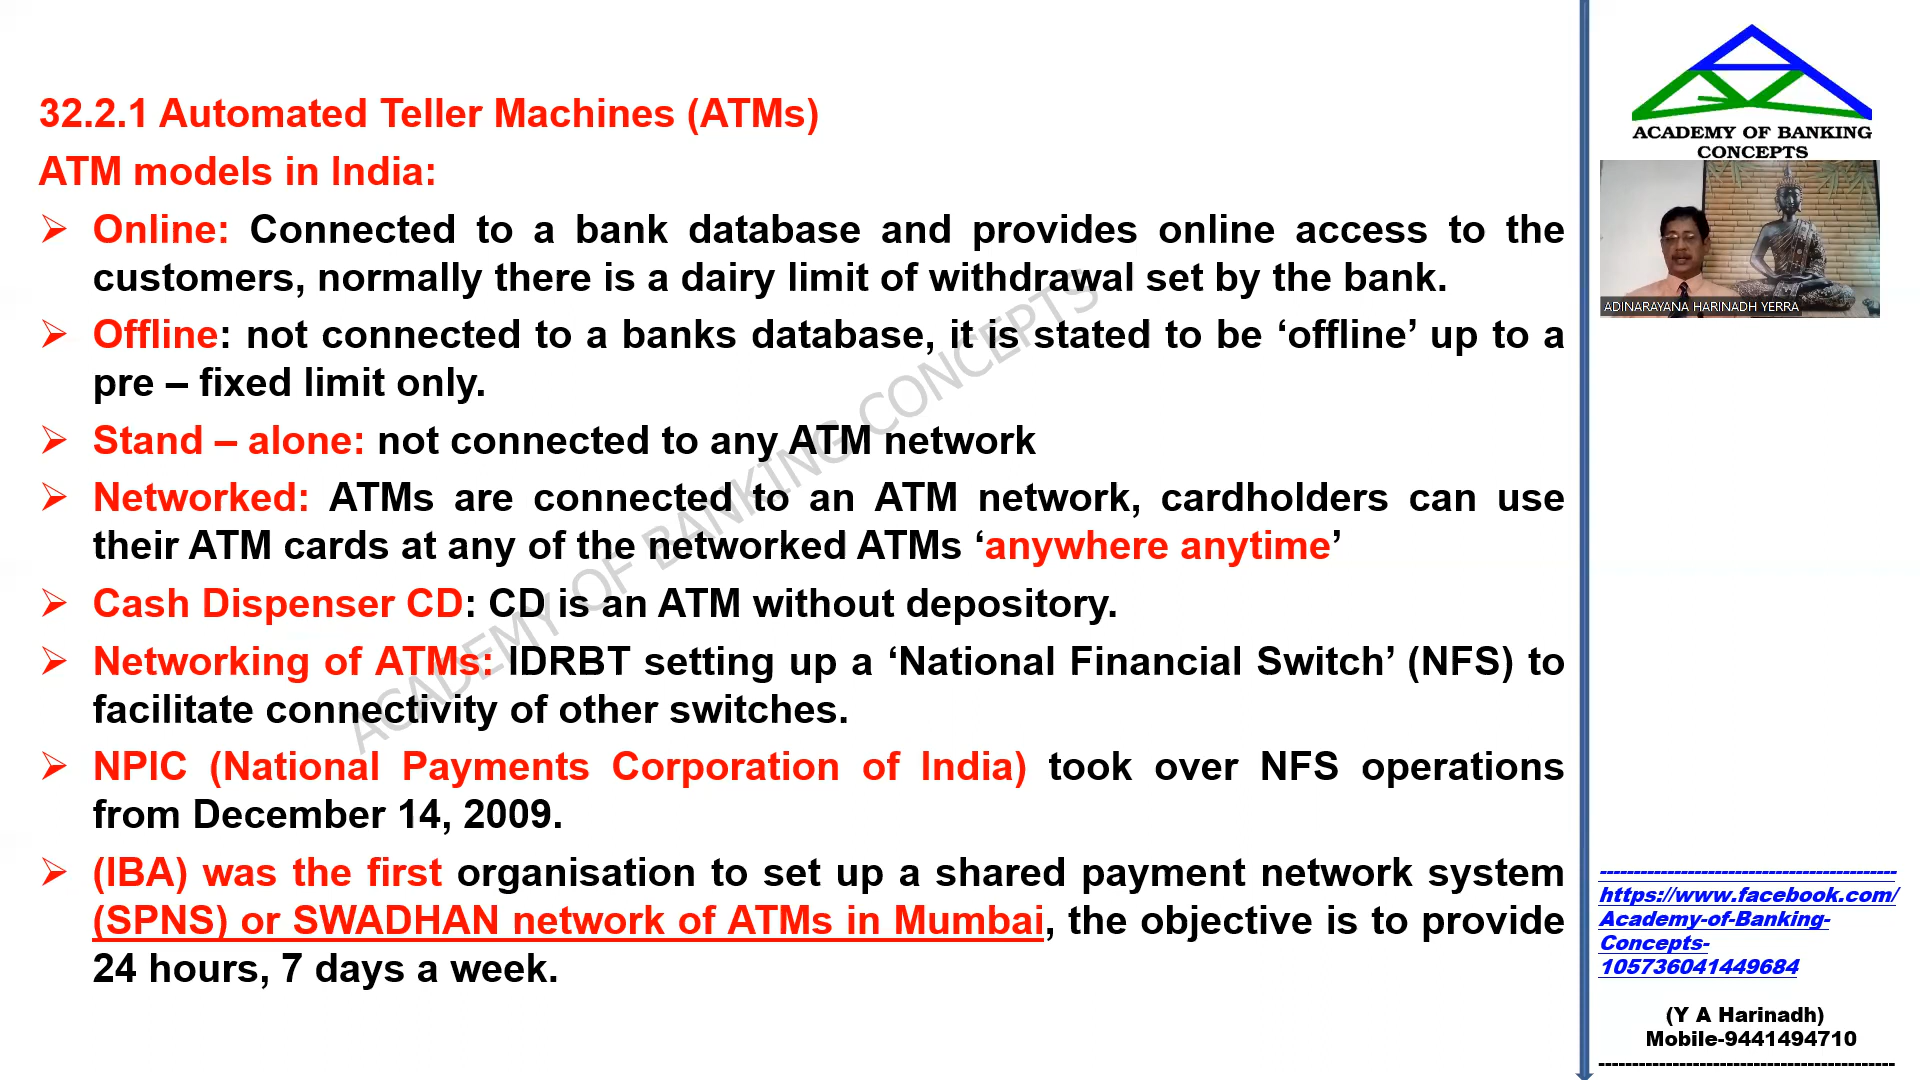 32.2.1 Automated Teller Machines (ATMs)
ATM models in India:
➢ Online: Connected to a bank database and provides online access to the
customers, normally there is a dairy limit of withdrawal set by the bank.
➢ Offline: not connected to a banks database, it is stated to be ‘offline’ up to a
pre – fixed limit only.
➢ Stand – alone: not connected to any ATM network
➢ Networked: ATMs are connected to an ATM network, cardholders can use
their ATM cards at any of the networked ATMs ‘anywhere anytime’
➢ Cash Dispenser CD: CD is an ATM without depository.
➢ Networking of ATMs: IDRBT setting up a ‘National Financial Switch’ (NFS) to
facilitate connectivity of other switches.
➢ NPIC (National Payments Corporation of India) took over NFS operations
from December 14, 2009.
➢ (IBA) was the first organisation to set up a shared payment network system
(SPNS) or SWADHAN network of ATMs in Mumbai, the objective is to provide
24 hours, 7 days a week.
ACADEMY OF BANKING CONCEPTS
ACADEMY OF BANKING
CONCEPTS
ADINARAYANA HARINADH YERRA
--------------------------------------------
https://www.facebook.com/
Academy-of-Banking-
Concepts-
105736041449684
(Y A Harinadh)
Mobile-9441494710
--------------------------------------------